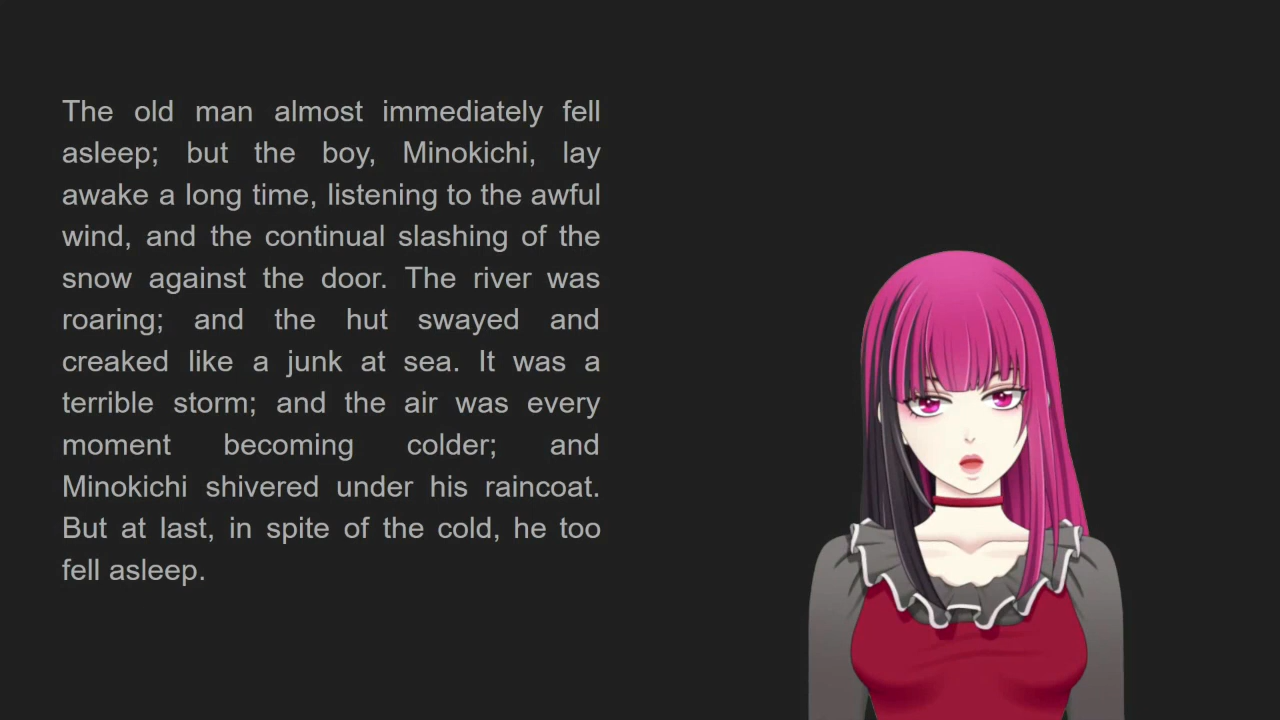 The old man almost immediately fell
asleep; but the boy, Minokichi, lay
awake a long time, listening to the awful
wind, and the continual slashing of the
snow against the door. The river was
roaring; and the hut swayed and
creaked like a junk at sea. It was a
terrible storm; and the air was every
moment becoming colder; and
Minokichi shivered under his raincoat.
But at last, in spite of the cold, he too
fell asleep.